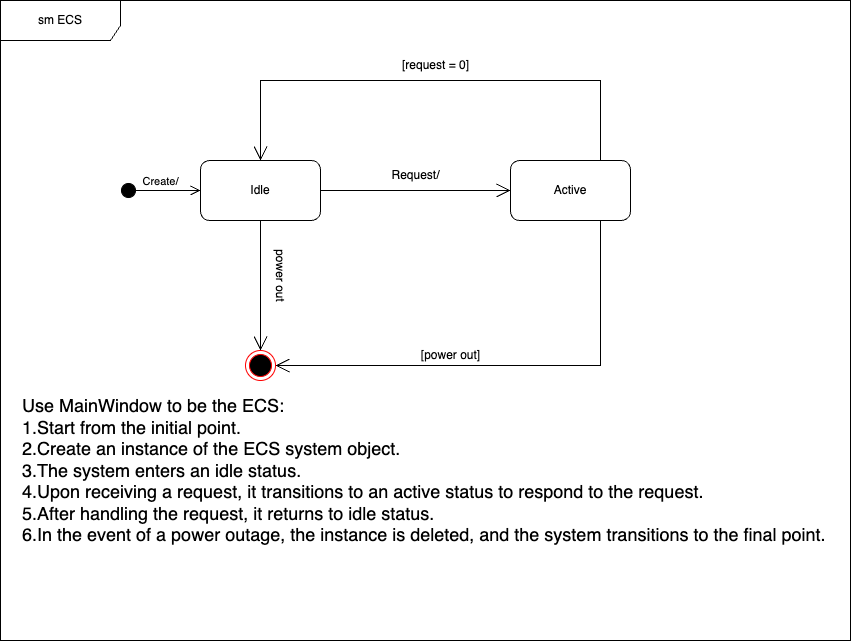 sm ECS
[request = 0]
Create/
Idle
Request/
Active
power out
[power out]
Use MainWindow to be the ECS:
1.Start from the initial point.
2.Create an instance of the ECS system object.
3.The system enters an idle status.
4.Upon receiving a request, it transitions to an active status to respond to the request.
5.After handling the request, it returns to idle status.
6.In the event of a power outage, the instance is deleted, and the system transitions to the final point.